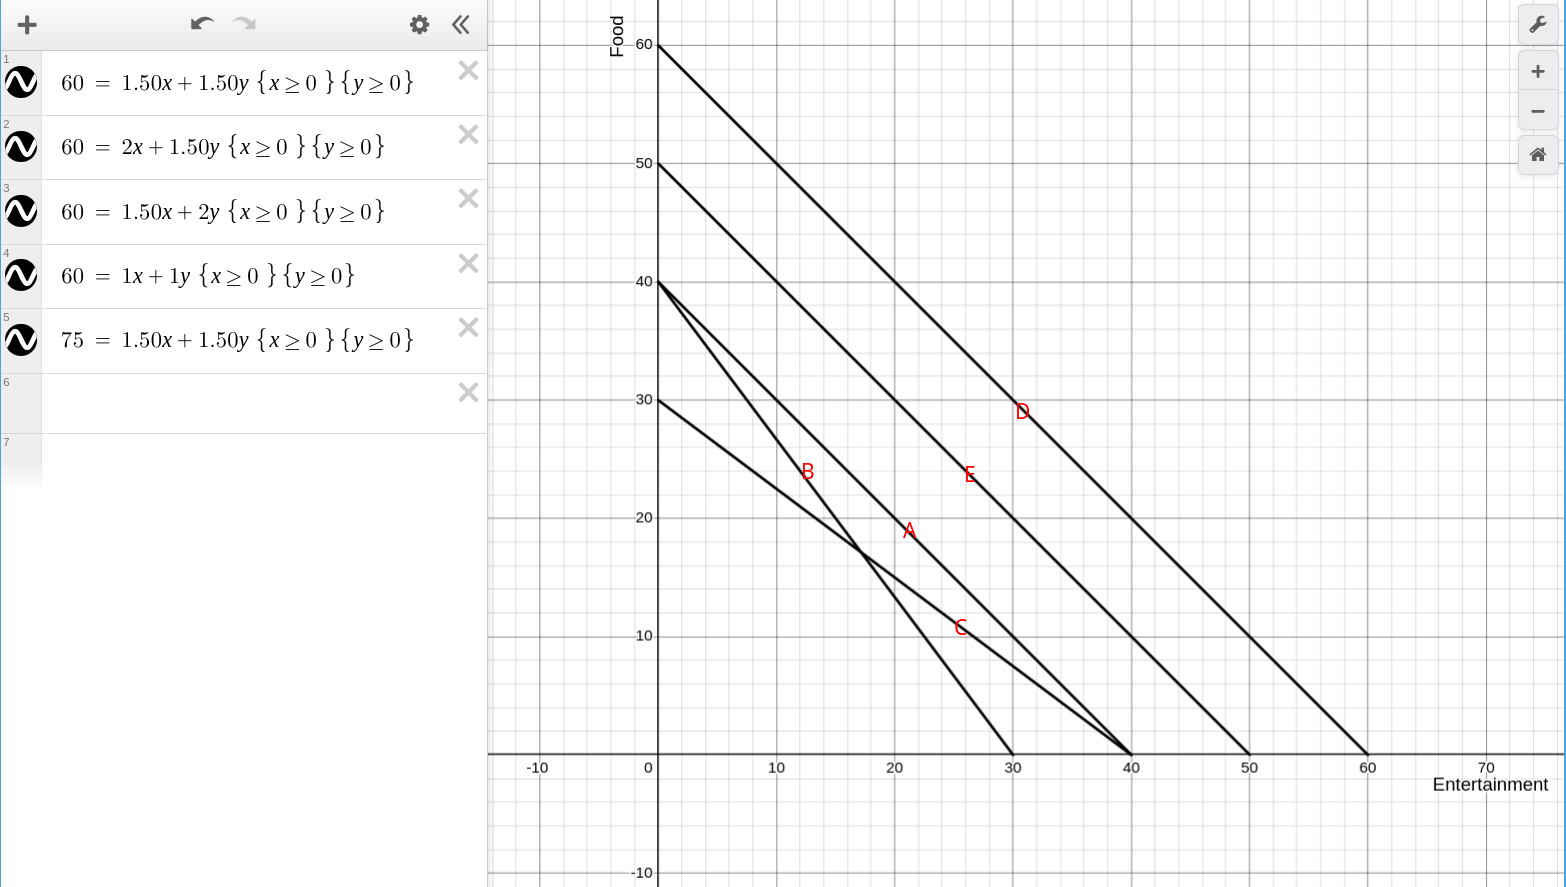 1
60 = 1.50x + 1.50y {x ≥ 0 } {y ≥ 0}
2
60 = 2x + 1.50y {x ≥ 0 } {y ≥ 0}
3
60 = 1.50x + 2y {x ≥ 0 } {y ≥ 0}
4
60 = 1x + 1y {x ≥ 0 } {y ≥ 0}
5
75 = 1.50x + 1.50y {x ≥ 0 } {y ≥ 0}
6
7
Food
60
50
40
30
20
10
-10
D
B
E
A
C
-10
0
10
20
30
40
50
60
70
Entertainment